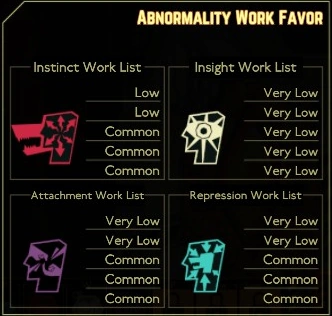 Abnormality Work Favor
Instinct Work List
Low
Low
Common
Common
Common
Insight Work List
Very Low
Very Low
Very Low
Very Low
Very Low
Attachment Work List
Very Low
Very Low
Common
Common
Common
Repression Work List
Very Low
Very Low
Common
Common
Common